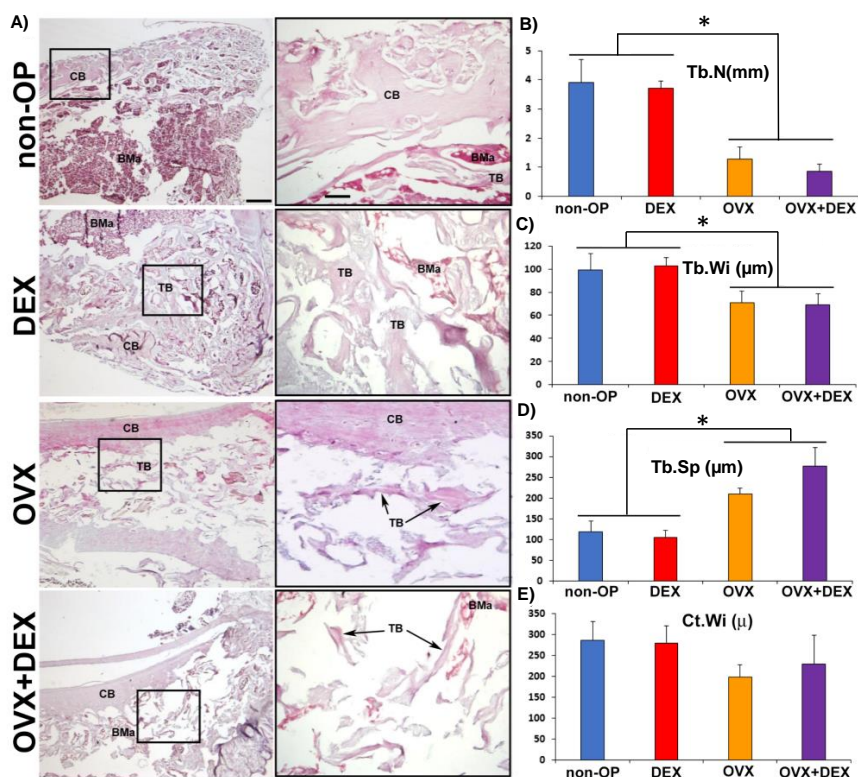 A)
non-OP
CB
BMa
CB
BMa
TB
DEX
BMa
TB
CB
TB
BMa
TB
OVX
CB
TB
CB
TB
OVX+DEX
CB
BMa
TB
BMa
B)
*
Tb.N(mm)
5
4
3
2
1
0
non-OP DEX OVX OVX+DEX
C)
*
Tb.Wi (µm)
120
100
80
60
40
20
0
non-OP DEX OVX OVX+DEX
D)
*
Tb.Sp (µm)
350
300
250
200
150
100
50
0
non-OP DEX OVX OVX+DEX
E)
Ct.Wi (µ)
350
300
250
200
150
100
50
0
non-OP DEX OVX OVX+DEX